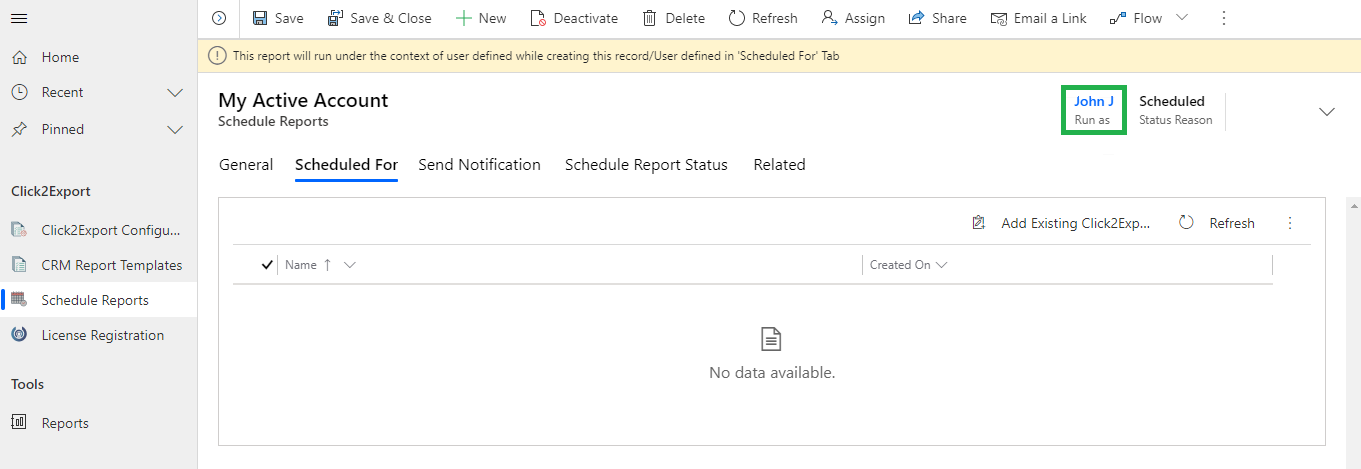 Save
Save & Close
New
Deactivate
Delete
Refresh
Assign
Share
Email a Link
Flow
This report will run under the context of user defined while creating this record/User defined in 'Scheduled For' Tab
Home
Recent
Pinned
Click2Export
Click2Export Configu...
CRM Report Templates
Schedule Reports
License Registration
Tools
Reports
My Active Account
Schedule Reports
John J
Run as
Scheduled
Status Reason
General
Scheduled For
Send Notification
Schedule Report Status
Related
Add Existing Click2Exp...
Refresh
Name
Created On
No data available.